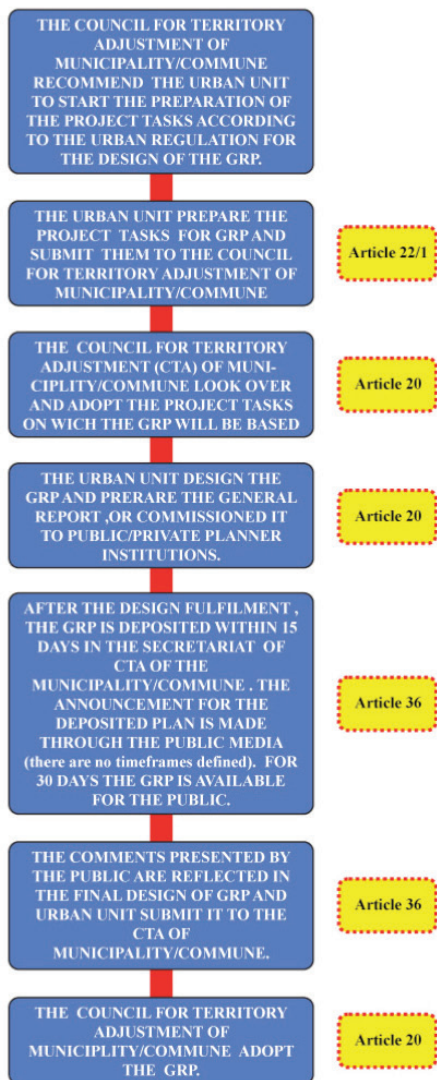 THE COUNCIL FOR TERRITORY
ADJUSTMENT OF
MUNICIPALITY/COMMUNE
RECOMMEND THE URBAN UNIT
TO START THE PREPARATION OF
THE PROJECT TASKS ACCORDING
TO THE URBAN REGULATION FOR
THE DESIGN OF THE GRP.
THE URBAN UNIT PREPARE THE
PROJECT TASKS FOR GRP AND
SUBMIT THEM TO THE COUNCIL
FOR TERRITORY ADJUSTMENT OF
MUNICIPALITY/COMMUNE
Article 22/1
THE COUNCIL FOR TERRITORY
ADJUSTMENT (CTA) OF MUNI-
CIPLITY/COMMUNE LOOK OVER
AND ADOPT THE PROJECT TASKS
ON WICH THE GRP WILL BE BASED
Article 20
THE URBAN UNIT DESIGN THE
GRP AND PRERARE THE GENERAL
REPORT ,OR COMMISSIONED IT
TO PUBLIC/PRIVATE PLANNER
INSTITUTIONS.
Article 20
AFTER THE DESIGN FULFILMENT ,
THE GRP IS DEPOSITED WITHIN 15
DAYS IN THE SECRETARIAT OF
CTA OF THE
MUNICIPALITY/COMMUNE . THE
ANNOUNCEMENT FOR THE
DEPOSITED PLAN IS MADE
THROUGH THE PUBLIC MEDIA
(there are no timeframes defined). FOR
30 DAYS THE GRP IS AVAILABLE
FOR THE PUBLIC.
Article 36
THE COMMENTS PRESENTED BY
THE PUBLIC ARE REFLECTED IN
THE FINAL DESIGN OF GRP AND
URBAN UNIT SUBMIT IT TO THE
CTA OF
MUNICIPALITY/COMMUNE.
Article 36
THE COUNCIL FOR TERRITORY
ADJUSTMENT OF
MUNICIPLITY/COMMUNE ADOPT
THE GRP.
Article 20